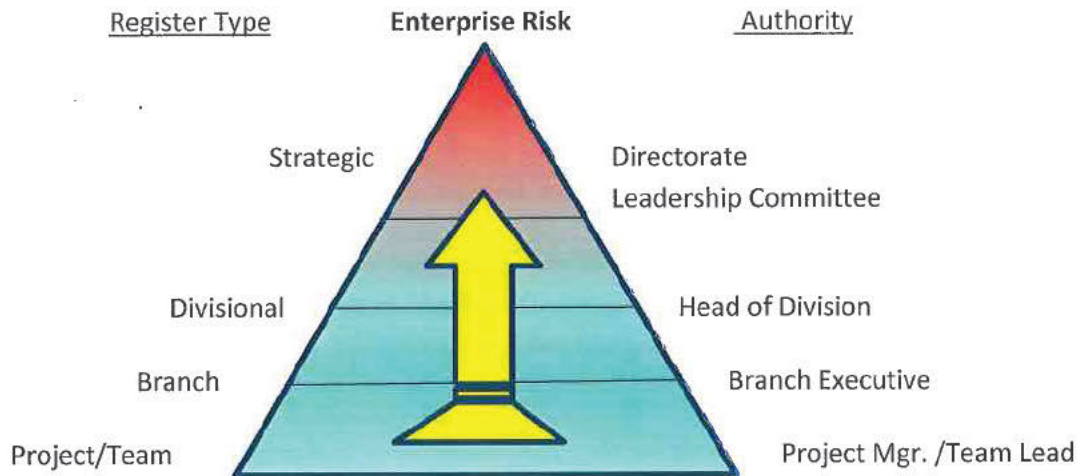 Register Type
Enterprise Risk
Authority
Strategic
Directorate
Leadership Committee
Divisional
Head of Division
Branch
Branch Executive
Project/Team
Project Mgr. /Team Lead